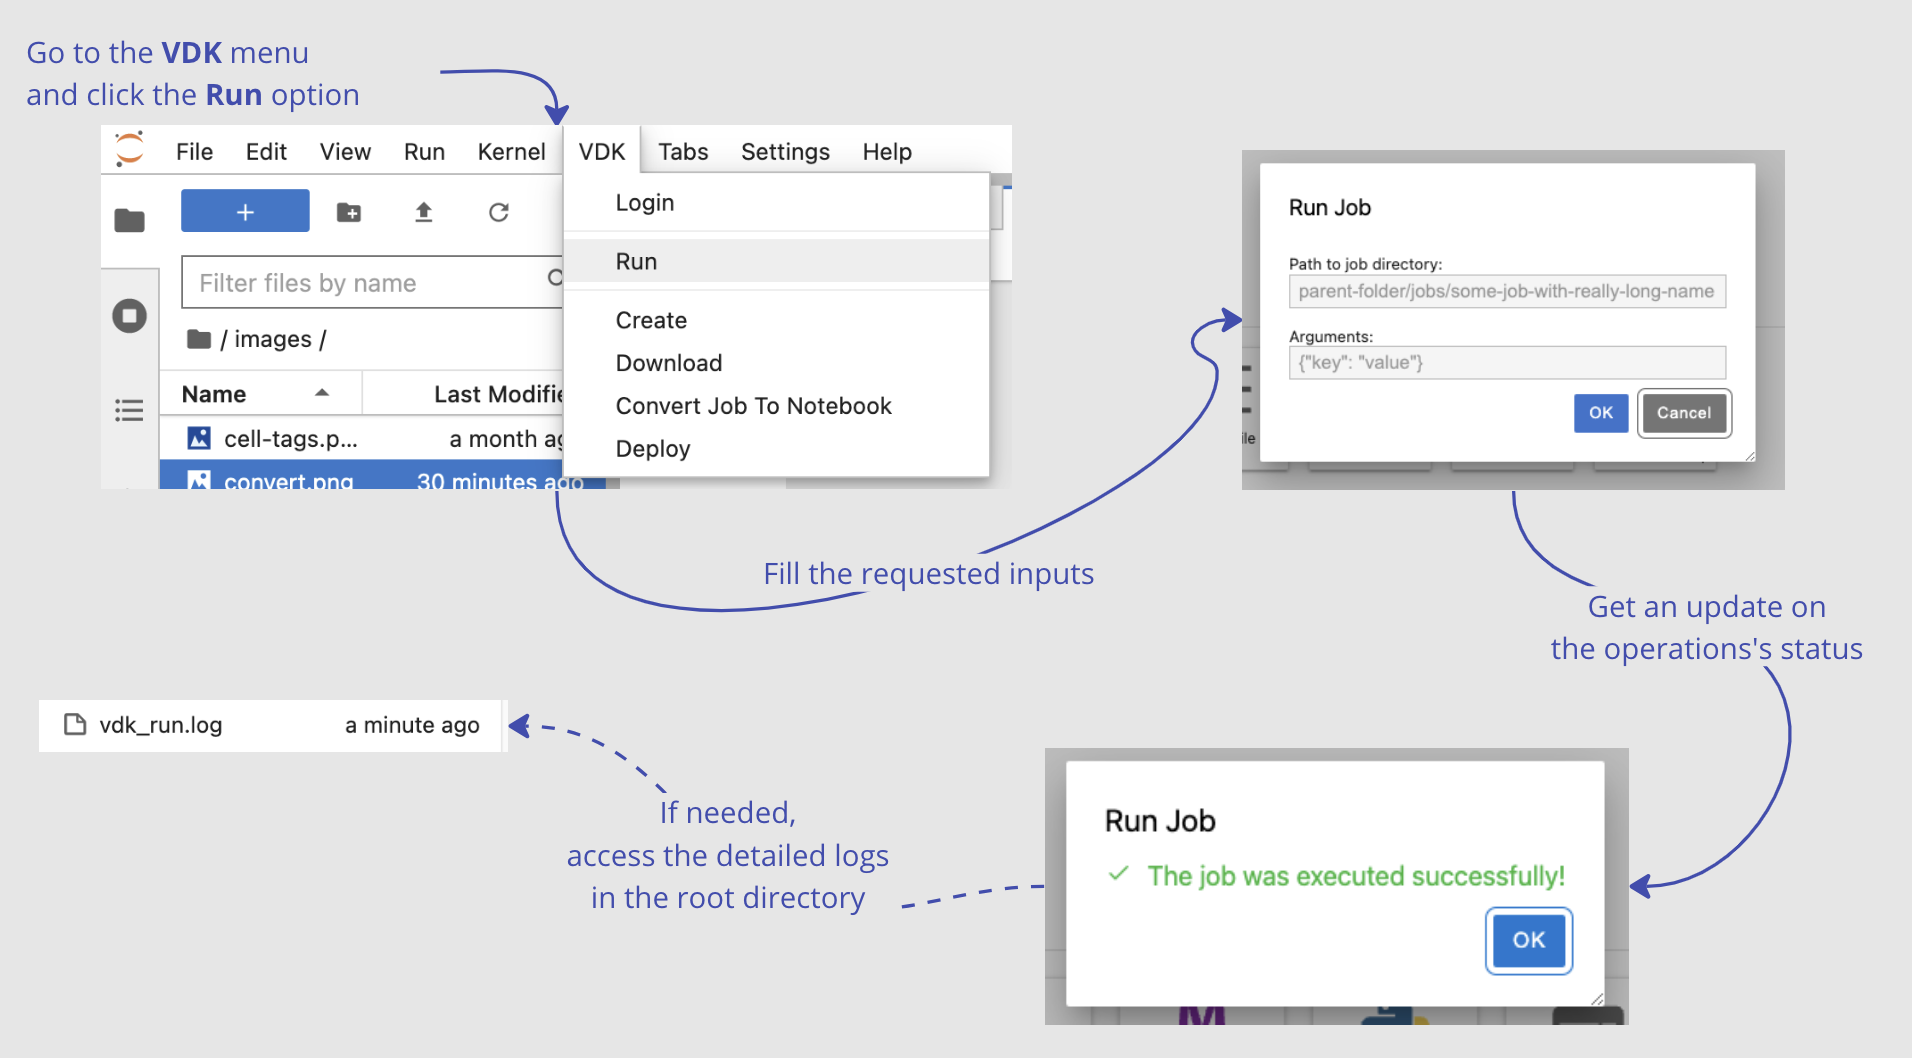 Go to the VDK menu
and click the Run option
File Edit View Run Kernel VDK Tabs Settings Help
Login
Run
Create
Download
Convert Job To Notebook
Deploy
+
Filter files by name
/ images /
Name Last Modifie
cell-tags.p... a month ag
convert.png 30 minutes ago
Fill the requested inputs
Run Job
Path to job directory:
parent-folder/jobs/some-job-with-really-long-name
Arguments:
{"key": "value"}
OK Cancel
ile
Get an update on
the operations's status
Run Job
✓ The job was executed successfully!
OK
If needed,
access the detailed logs
in the root directory
vdk_run.log a minute ago